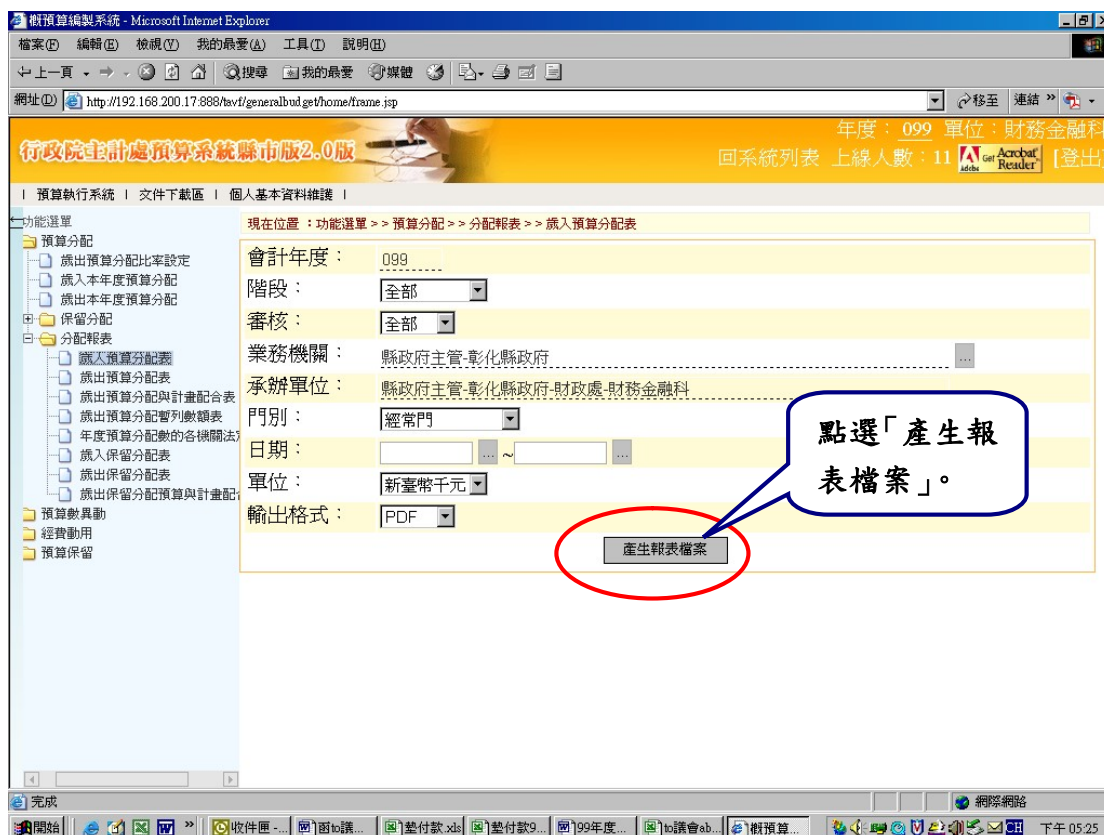 概預算編製系統 - Microsoft Internet Explorer
檔案(F) 編輯(E) 檢視(V) 我的最愛(A) 工具(T) 說明(H)
上一頁 搜尋 我的最愛 媒體
網址(D) http://192.168.200.17:888/tavf/generalbudget/home/frame.jsp 移至 連結 »
行政院主計處預算系統縣市版2.0版
年度：099 單位：財務金融科
回系統列表 上線人數：11 Get Acrobat Reader Adobe [登出]
| 預算執行系統 | 文件下載區 | 個人基本資料維護 |
功能選單
預算分配
歲出預算分配比率設定
歲入本年度預算分配
歲出本年度預算分配
保留分配
分配報表
歲入預算分配表
歲出預算分配表
歲出預算分配與計畫配合表
歲出預算分配暫列數額表
年度預算分配數的各機關法
歲入保留分配表
歲出保留分配表
歲出保留分配預算與計畫配
預算數異動
經費動用
預算保留
現在位置：功能選單>>預算分配>>分配報表>>歲入預算分配表
會計年度： 099
階段： 全部
審核： 全部
業務機關： 縣政府主管-彰化縣政府 ...
承辦單位： 縣政府主管-彰化縣政府-財政處-財務金融科
門別： 經常門
日期： ... ~ ...
單位： 新臺幣千元
輸出格式： PDF
產生報表檔案
點選「產生報
表檔案」。
完成 網際網路
開始 » 收件匣 -... 函to議... 墊付款.xls 墊付款9... 99年度... to議會ab... 概預算... CH 下午 05:25